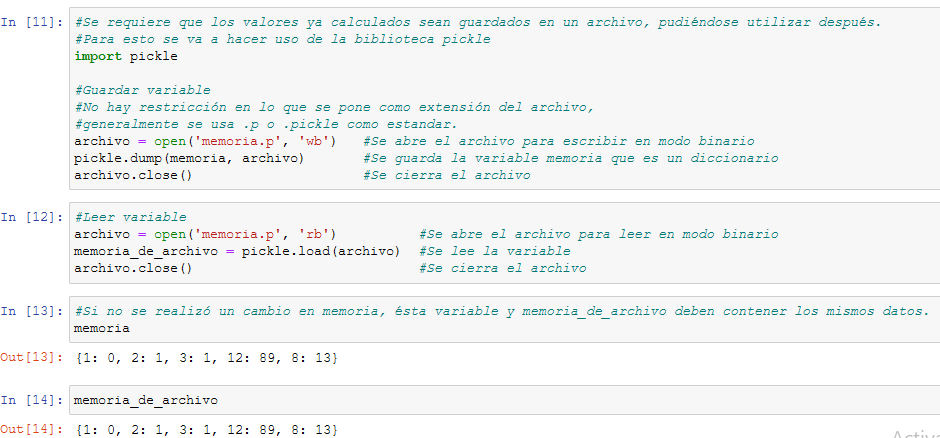 In [11]: #Se requiere que los valores ya calculados sean guardados en un archivo, pudiéndose utilizar después.
#Para esto se va a hacer uso de la biblioteca pickle
import pickle
#Guardar variable
#No hay restricción en lo que se pone como extensión del archivo,
#generalmente se usa .p o .pickle como estandar.
archivo = open('memoria.p', 'wb') #Se abre el archivo para escribir en modo binario
pickle.dump(memoria, archivo) #Se guarda la variable memoria que es un diccionario
archivo.close() #Se cierra el archivo
In [12]: #Leer variable
archivo = open('memoria.p', 'rb') #Se abre el archivo para leer en modo binario
memoria_de_archivo = pickle.load(archivo) #Se lee la variable
archivo.close() #Se cierra el archivo
In [13]: #Si no se realizó un cambio en memoria, ésta variable y memoria_de_archivo deben contener los mismos datos.
memoria
Out[13]: {1: 0, 2: 1, 3: 1, 12: 89, 8: 13}
In [14]: memoria_de_archivo
Out[14]: {1: 0, 2: 1, 3: 1, 12: 89, 8: 13}